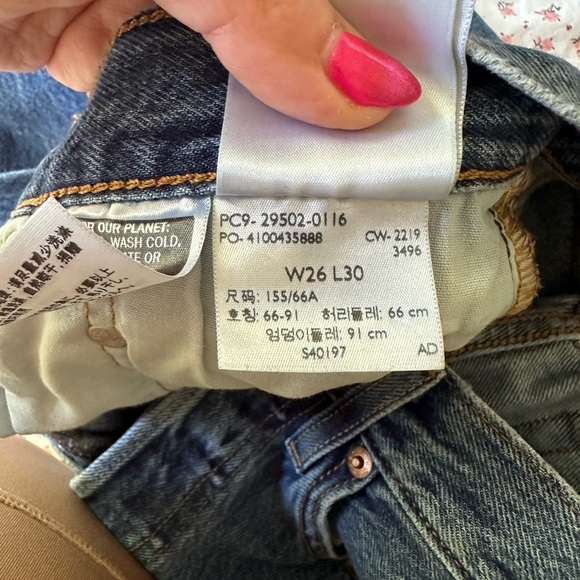 OR OUR PLANET:
WASH COLD,
TE OR
PC9- 29502-0116
PO- 4100435888 CW- 2219
3496
W26 L30
尺码: 155/66A
호칭: 66-91 허리둘레: 66 cm
엉덩이둘레: 91 cm
S40197 AD